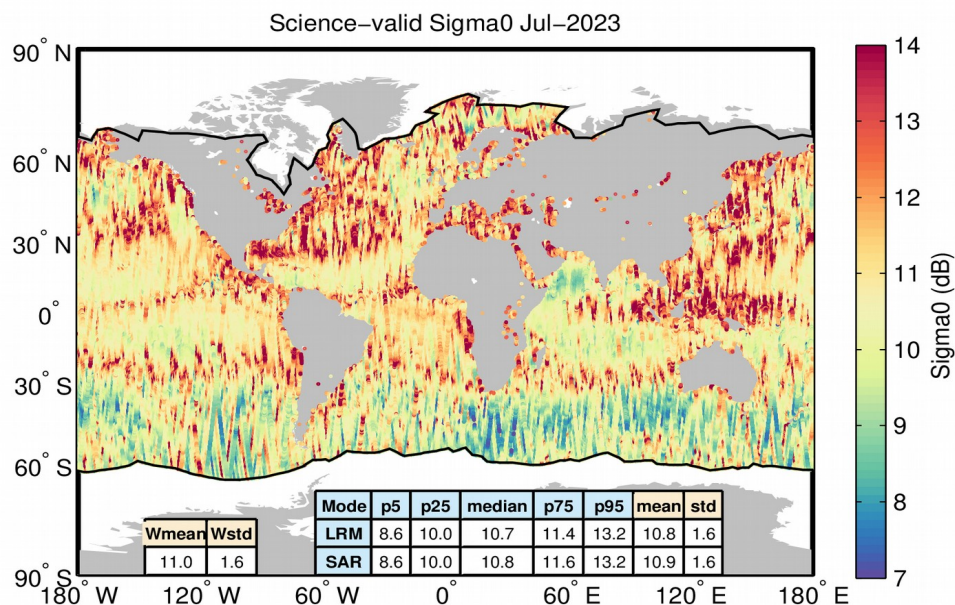 Science-valid Sigma0 Jul-2023
90° N
60° N
30° N
0°
30° S
60° S
90° S
180° W 120° W 60° W 0° 60° E 120° E 180° E
Wmean Wstd
11.0 1.6
Mode p5 p25 median p75 p95 mean std
LRM 8.6 10.0 10.7 11.4 13.2 10.8 1.6
SAR 8.6 10.0 10.8 11.6 13.2 10.9 1.6
14
13
12
11
10
9
8
7
Sigma0 (dB)